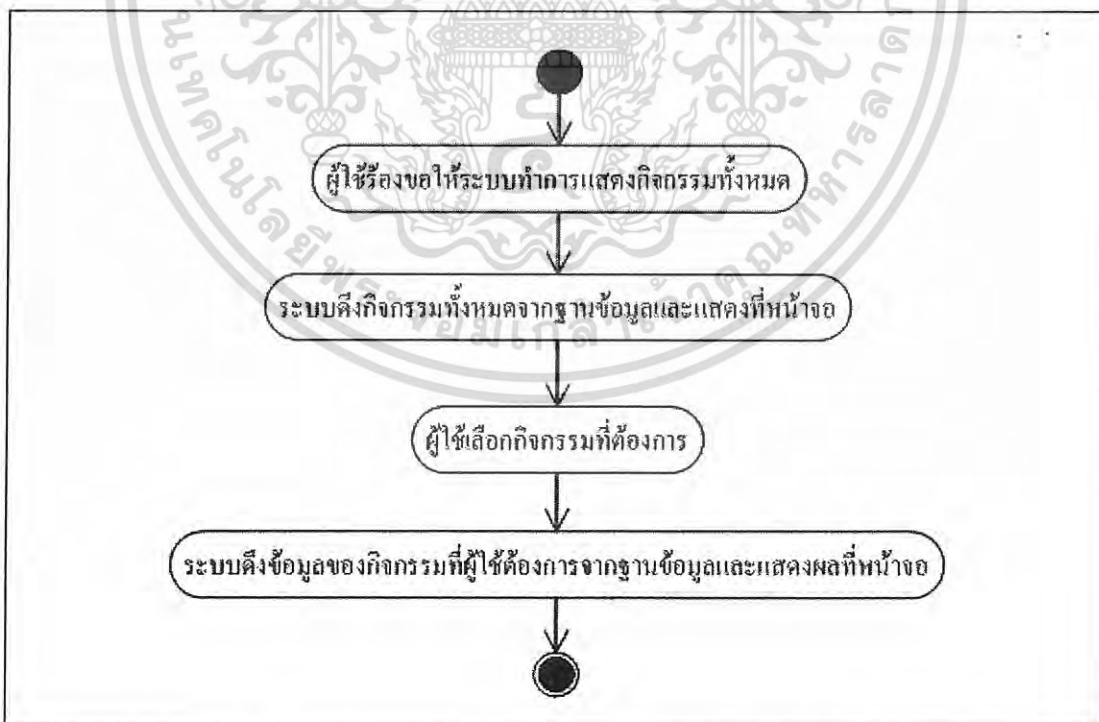 ผู้ใช้ร้องขอให้ระบบทำการแสดงกิจกรรมทั้งหมด
ระบบดึงกิจกรรมทั้งหมดจากฐานข้อมูลและแสดงที่หน้าจอ
ผู้ใช้เลือกกิจกรรมที่ต้องการ
ระบบดึงข้อมูลของกิจกรรมที่ผู้ใช้ต้องการจากฐานข้อมูลและแสดงผลที่หน้าจอ